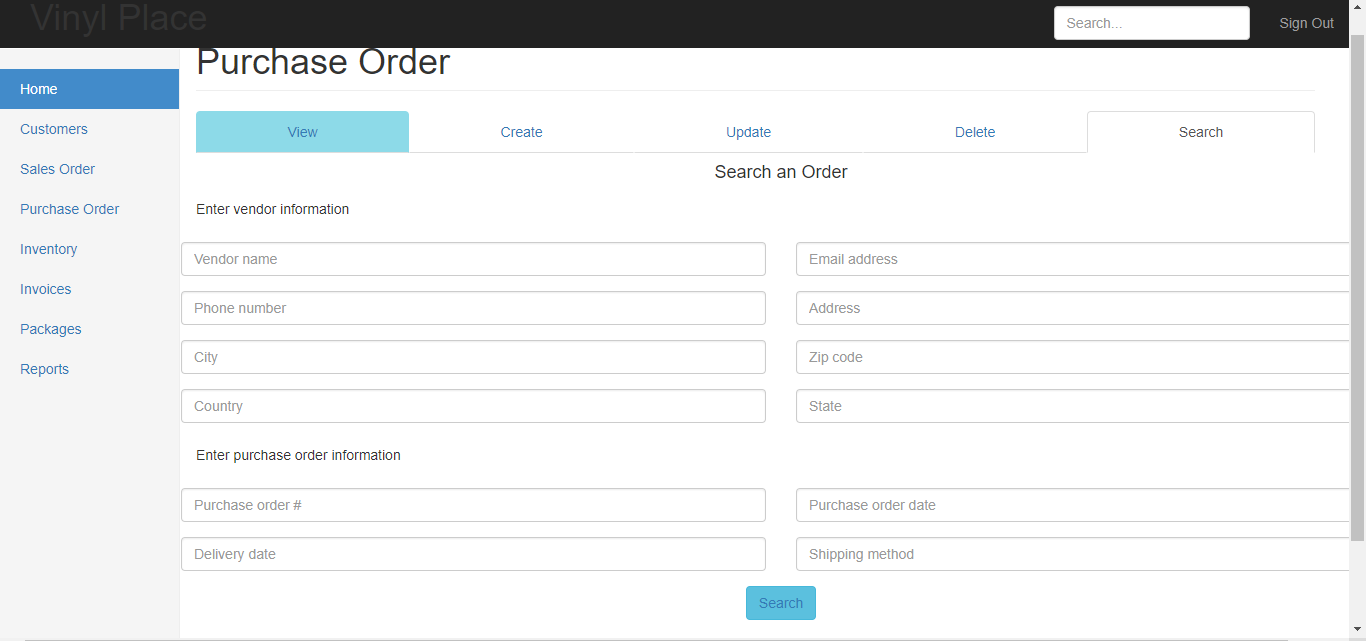 Vinyl Place
Search...
Sign Out
Purchase Order
Home
Customers
Sales Order
Purchase Order
Inventory
Invoices
Packages
Reports
View
Create
Update
Delete
Search
Search an Order
Enter vendor information
Vendor name
Email address
Phone number
Address
City
Zip code
Country
State
Enter purchase order information
Purchase order #
Purchase order date
Delivery date
Shipping method
Search